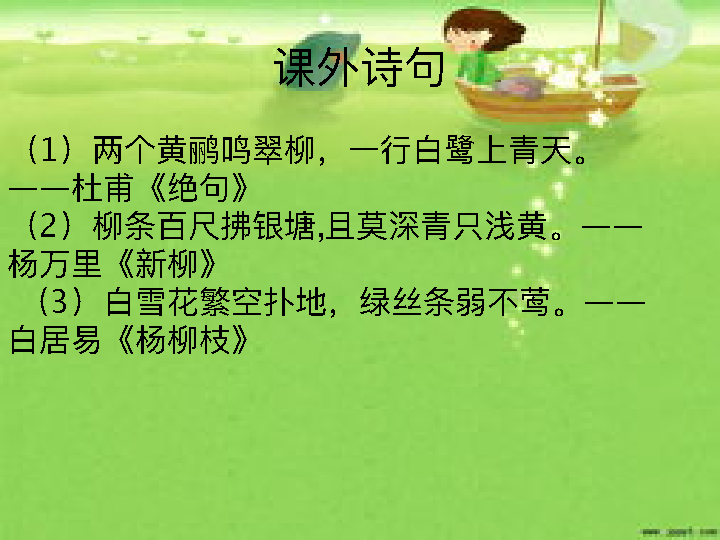 课外诗句
（1）两个黄鹂鸣翠柳，一行白鹭上青天。
——杜甫《绝句》
（2）柳条百尺拂银塘,且莫深青只浅黄。——
杨万里《新柳》
（3）白雪花繁空扑地，绿丝条弱不莺。——
白居易《杨柳枝》